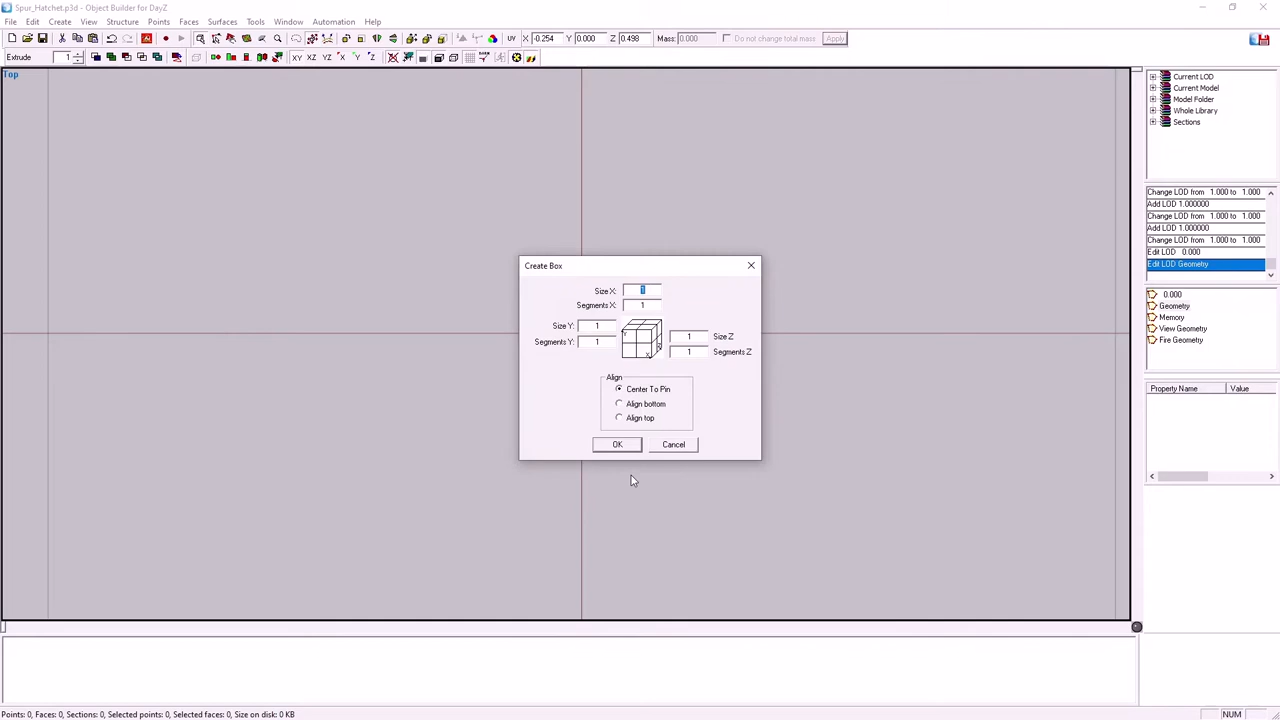 Spur_Hatchet.p3d - Object Builder for DayZ
File Edit Create View Structure Points Faces Surfaces Tools Window Automation Help
UV X -0.254 Y 0.000 Z 0.498 Mass: 0.000 Do not change total mass Apply
Extrude 1 XY XZ YZ X Y Z
Top
Current LOD
Current Model
Model Folder
Whole Library
Sections
Change LOD from 1.000 to 1.000
Add LOD 1.000000
Change LOD from 1.000 to 1.000
Add LOD 1.000000
Change LOD from 1.000 to 1.000
Edit LOD 0.000
Edit LOD Geometry
0.000
Geometry
Memory
View Geometry
Fire Geometry
Property Name Value
Create Box
Size X: 1
Segments X: 1
Size Y: 1
Segments Y: 1
1 Size Z
1 Segments Z
Align
Center To Pin
Align bottom
Align top
OK Cancel
Points: 0, Faces: 0, Sections: 0, Selected points: 0, Selected faces: 0, Size on disk: 0 KB
NUM